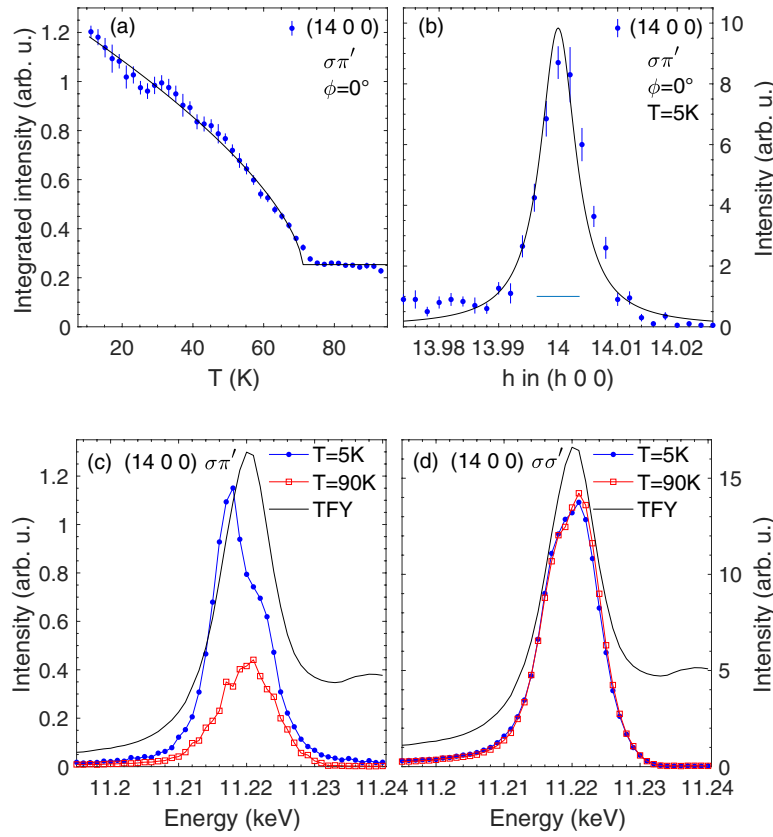 (a)
(14 0 0)
σπ′
ϕ=0°
Integrated intensity (arb. u.)
1.2
1
0.8
0.6
0.4
0.2
0
20 40 60 80
T (K)
(b)
(14 0 0)
σπ′
ϕ=0°
T=5K
10
8
6
4
2
0
Intensity (arb. u.)
13.98 13.99 14 14.01 14.02
h in (h 0 0)
(c) (14 0 0) σπ′
T=5K
T=90K
TFY
Intensity (arb. u.)
1.2
1
0.8
0.6
0.4
0.2
0
11.2 11.21 11.22 11.23 11.24
Energy (keV)
(d) (14 0 0) σσ′
T=5K
T=90K
TFY
15
10
5
0
Intensity (arb. u.)
11.2 11.21 11.22 11.23 11.24
Energy (keV)